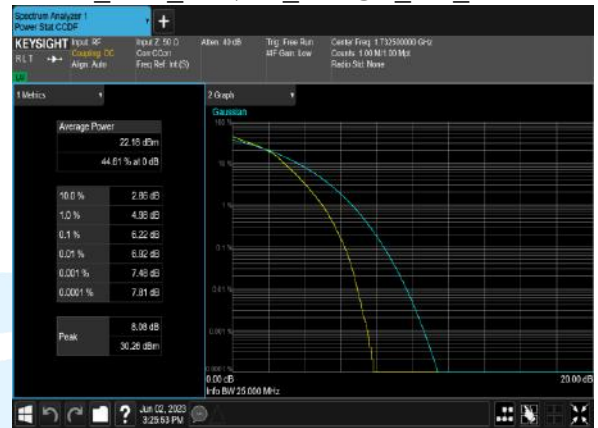 Spectrum Analyzer 1
Power Stat CCDF
KEYSIGHT
RLT
Input: RF
Coupling: DC
Align: Auto
Input Z: 50 Ω
Corr CCorr
Freq Ref: Int (S)
Atten: 40 dB
Trig: Free Run
#IF Gain: Low
Center Freq: 1.732500000 GHz
Counts: 1.00 M/1.00 Mpt
Radio Std: None
1 Metrics
Average Power
22.18 dBm
44.61 % at 0 dB
10.0 % 2.86 dB
1.0 % 4.98 dB
0.1 % 6.22 dB
0.01 % 6.92 dB
0.001 % 7.48 dB
0.0001 % 7.81 dB
Peak
8.08 dB
30.26 dBm
2 Graph
Gaussian
100 %
10 %
1 %
0.1 %
0.01 %
0.001 %
0.0001 %
0.00 dB
20.00 dB
Info BW 25.000 MHz
Jun 02, 2023
3:25:53 PM